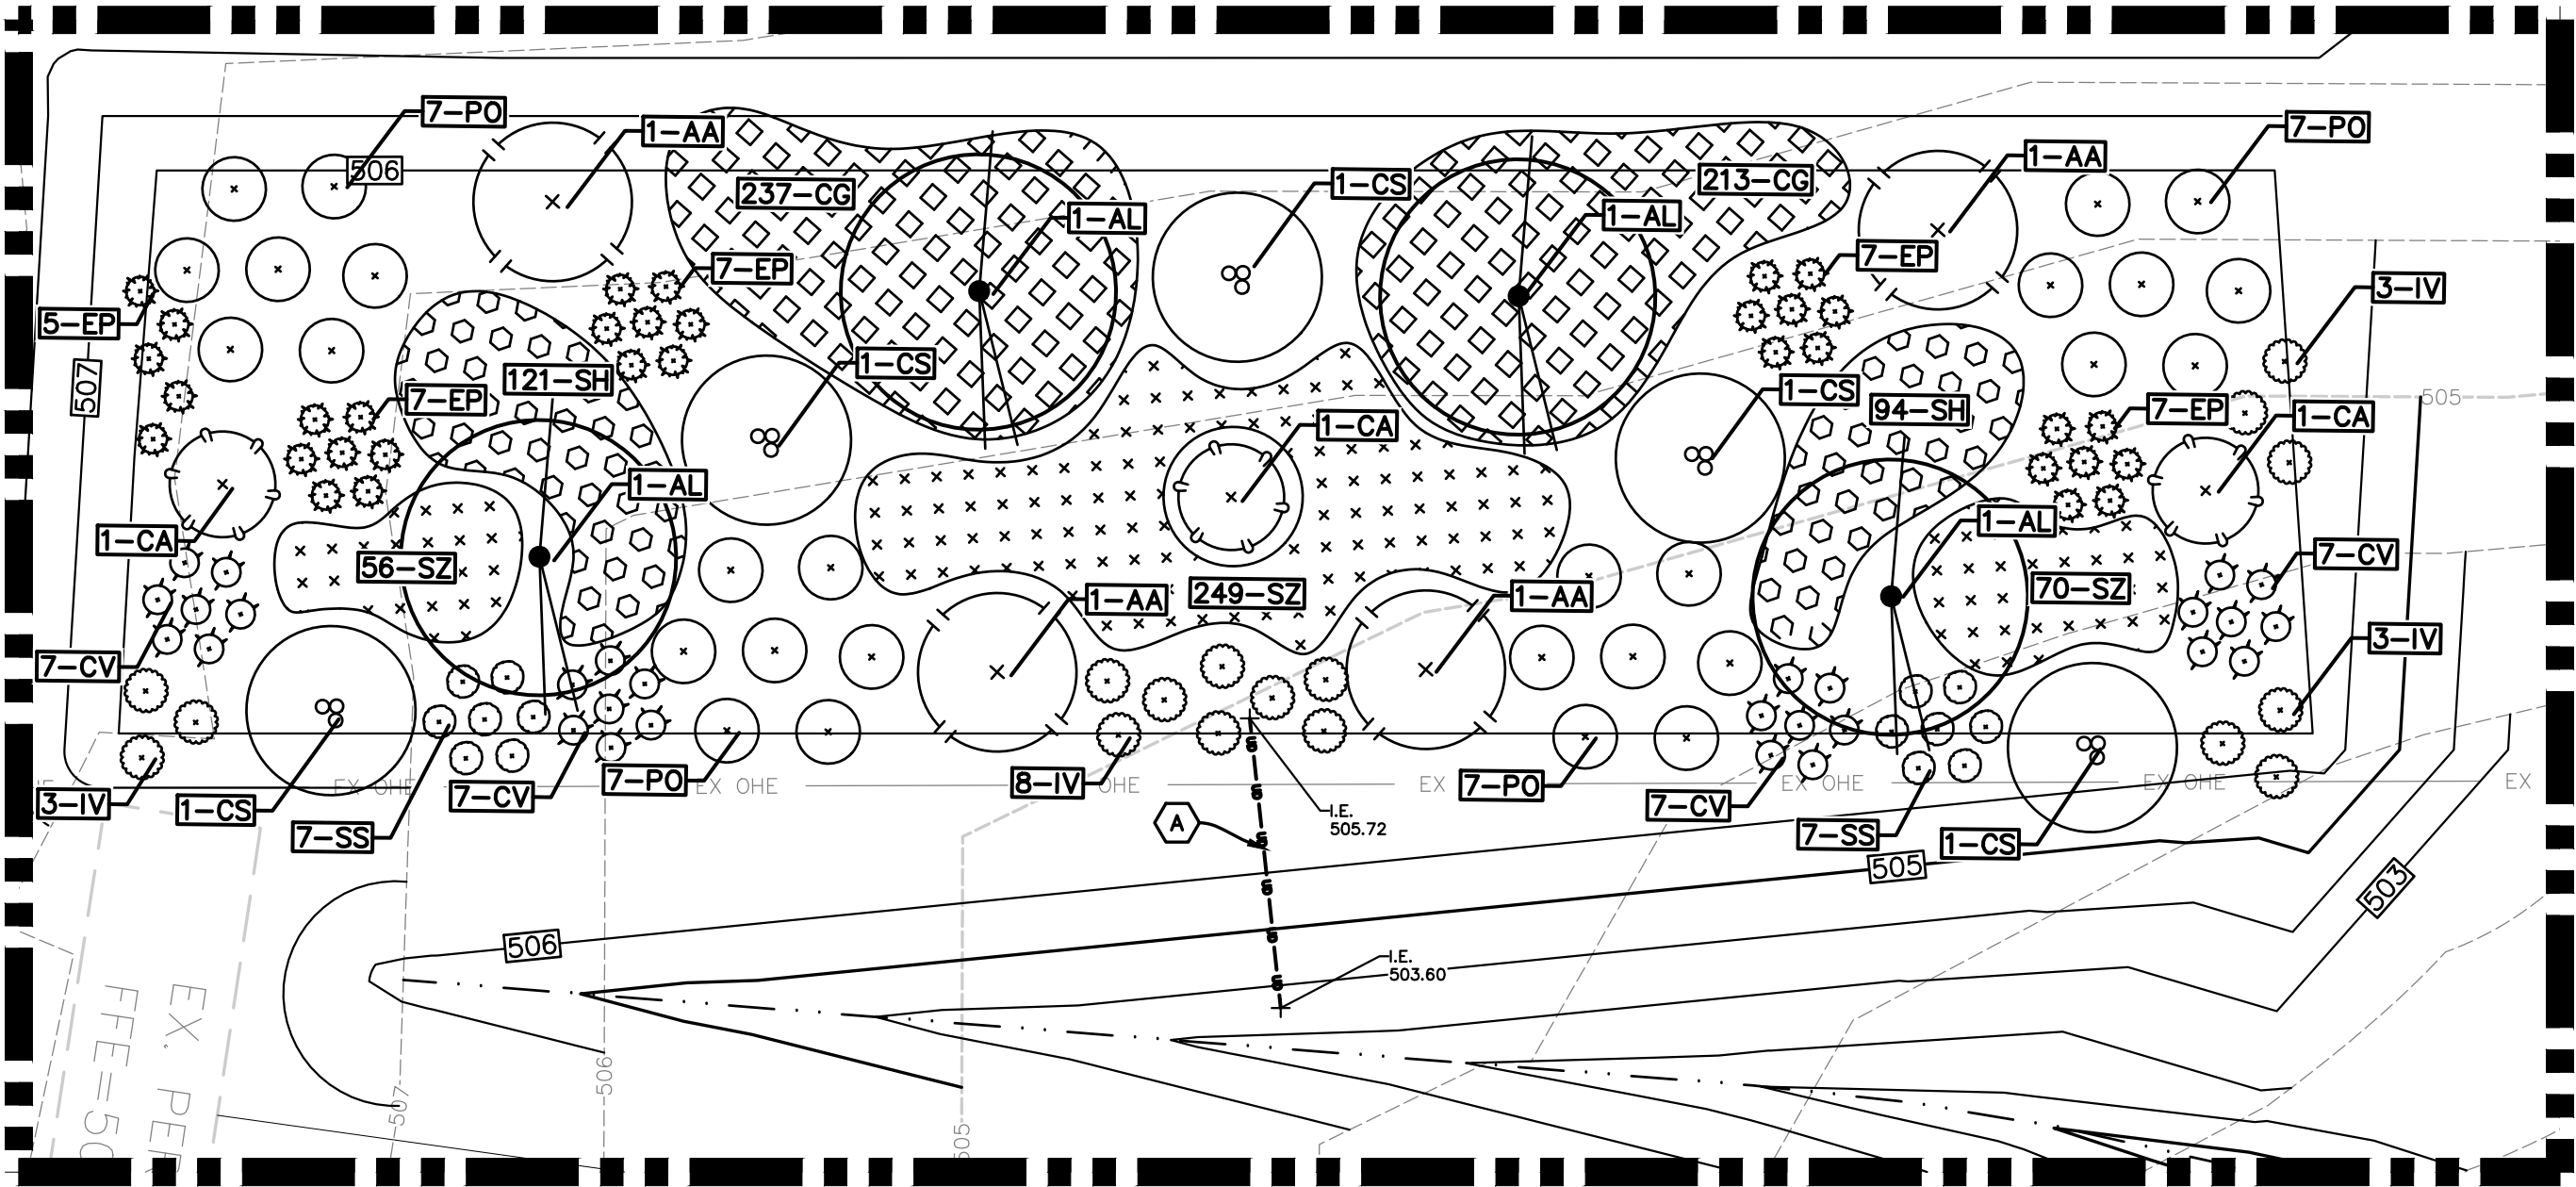 7-PO
1-AA
1-AA
7-PO
506
237-CG
1-CS
213-CG
1-AL
1-AL
7-EP
7-EP
3-IV
5-EP
507
121-SH
1-CS
1-CS
7-EP
94-SH
7-EP
505
1-CA
1-CA
1-AL
1-CA
56-SZ
1-AL
7-CV
1-AA
249-SZ
1-AA
70-SZ
7-CV
3-IV
3-IV
1-CS
EX OHE
7-CV
7-PO
EX OHE
8-IV
OHE
EX
7-PO
EX OHE
EX OHE
EX
7-SS
A
I.E.
505.72
7-CV
7-SS
1-CS
505
503
506
I.E.
503.60
EX. PER
FFE=50
507
506
505